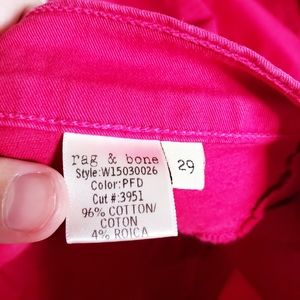 rag & bone
Style:W15030026
Color:PFD
Cut #:3951
96% COTTON/
COTON
4% ROICA
29